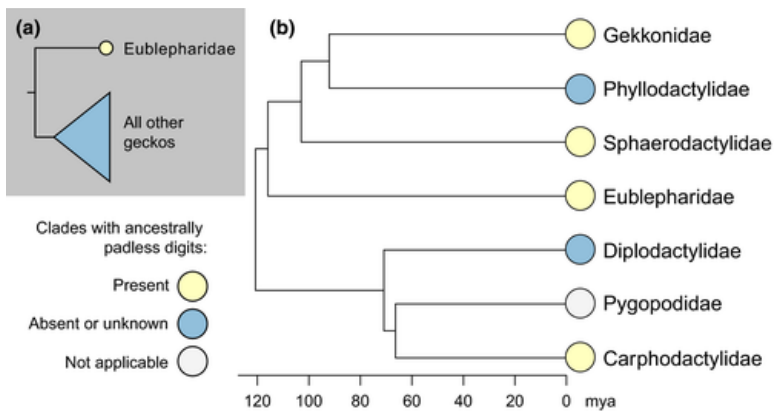 (a)
Eublepharidae
All other
geckos
Clades with ancestrally
padless digits:
Present
Absent or unknown
Not applicable
(b)
Gekkonidae
Phyllodactylidae
Sphaerodactylidae
Eublepharidae
Diplodactylidae
Pygopodidae
Carphodactylidae
120 100 80 60 40 20 0 mya